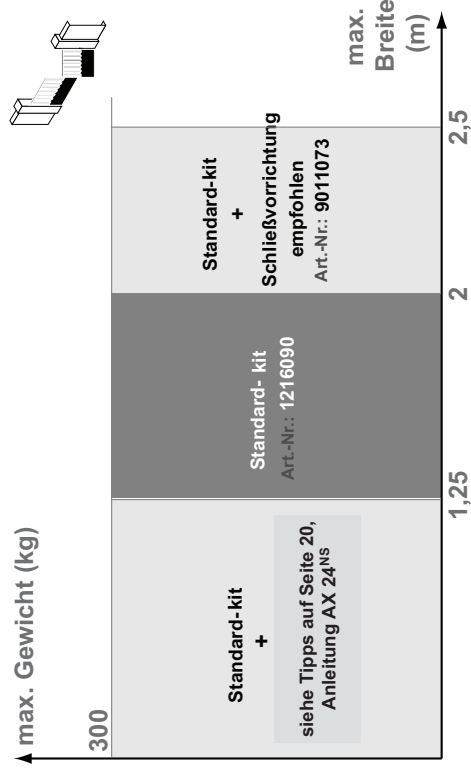 max. Gewicht (kg)
300
Standard-kit
+
siehe Tipps auf Seite 20,
Anleitung AX 24NS
Standard- kit
Art.-Nr.: 1216090
Standard-kit
+
Schließvorrichtung
empfohlen
Art.-Nr.: 9011073
1,25
2
2,5
max.
Breite
(m)